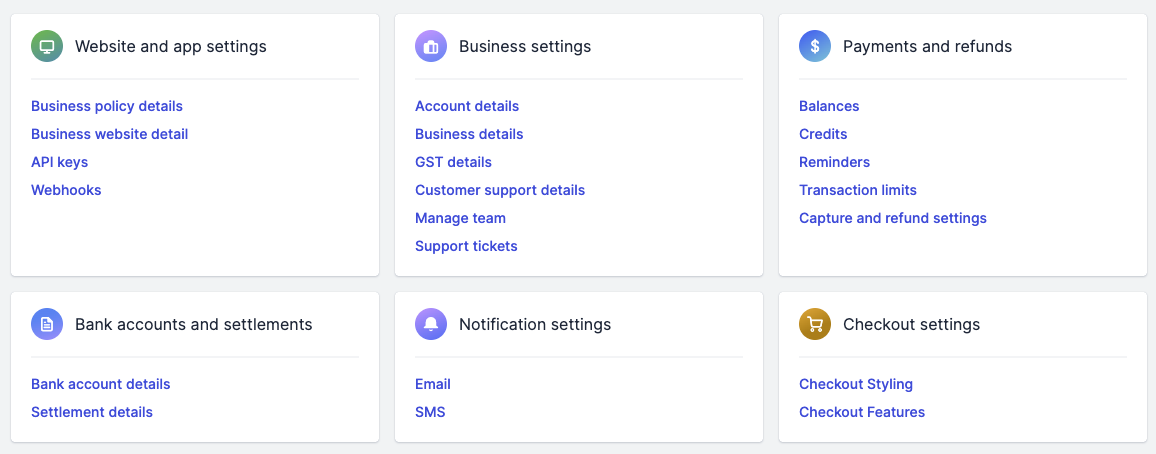 Website and app settings
Business policy details
Business website detail
API keys
Webhooks
Business settings
Account details
Business details
GST details
Customer support details
Manage team
Support tickets
Payments and refunds
Balances
Credits
Reminders
Transaction limits
Capture and refund settings
Bank accounts and settlements
Bank account details
Settlement details
Notification settings
Email
SMS
Checkout settings
Checkout Styling
Checkout Features